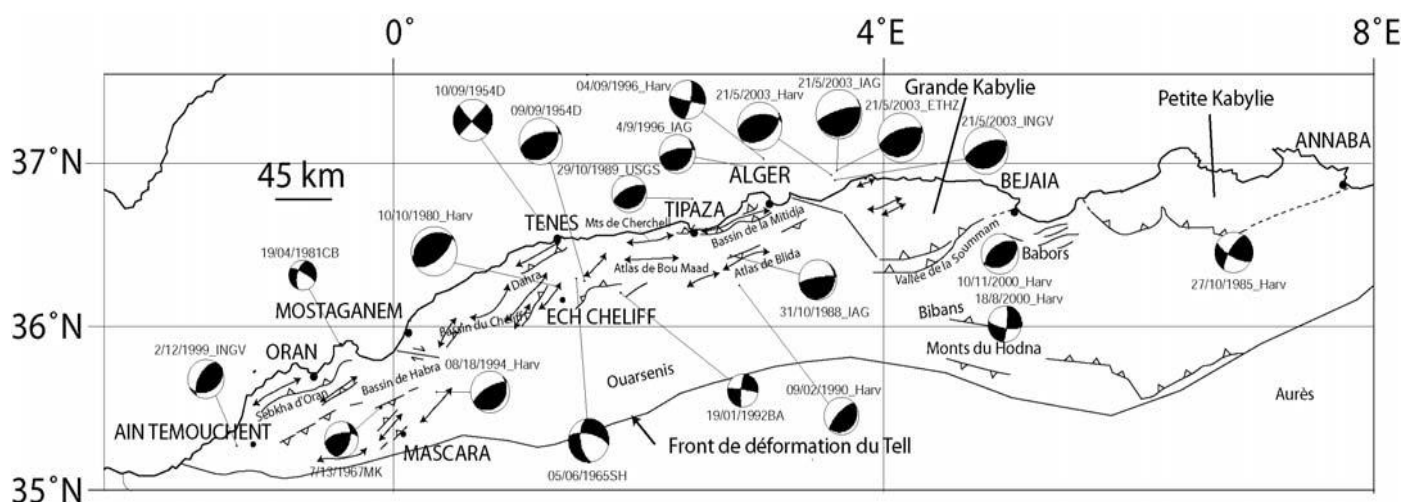 0°
4°E
8°E
10/09/1954D
04/09/1996_Harv
21/5/2003_IAG
09/09/1954D
21/5/2003_Harv
Grande Kabylie
Petite Kabylie
21/5/2003_ETHZ
4/9/1996_IAG
21/5/2003_INGV
ANNABA
37°N
29/10/1989_USGS
ALGER
45 km
BEJAIA
TIPAZA
10/10/1980_Harv
TENES
Mts de Cherchell
Bassin de la Mitidja
19/04/1981CB
Vallée de la Soummam
Babors
Atlas de Bou Maad
Atlas de Blida
Dahra
10/11/2000_Harv
27/10/1985_Harv
MOSTAGANEM
18/8/2000_Harv
31/10/1988_IAG
Bibans
ECH CHELIFF
Bassin du Cheliff
36°N
2/12/1999_INGV
ORAN
Monts du Hodna
08/18/1994_Harv
Bassin de Habra
Ouarsenis
09/02/1990_Harv
Aurès
Sebkha d'Oran
19/01/1992BA
AIN TEMOUCHENT
MASCARA
Front de déformation du Tell
7/13/1967MK
05/06/1965SH
35°N